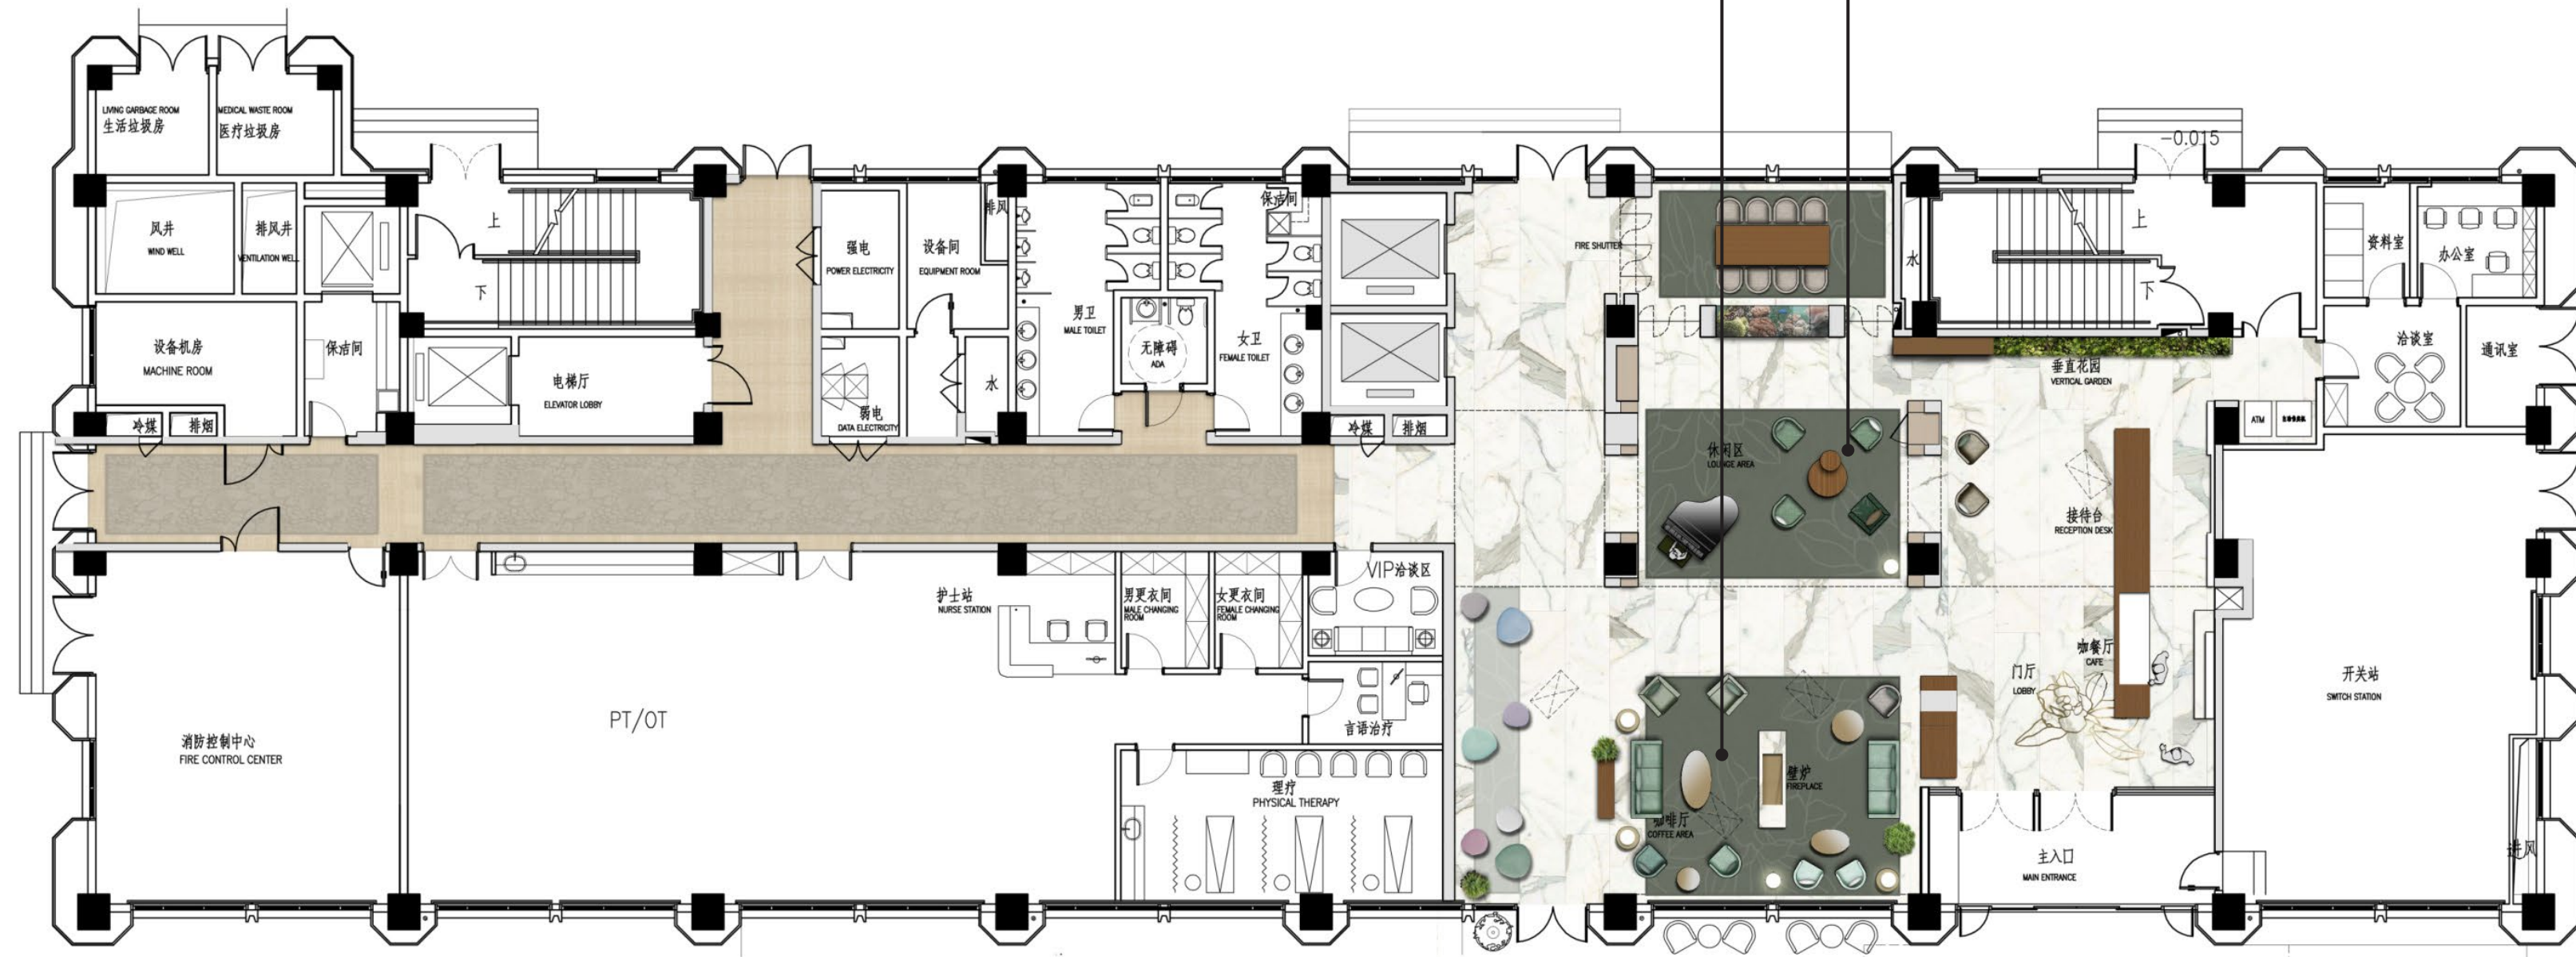 -0.015
LIVING GARBAGE ROOM
生活垃圾房
MEDICAL WASTE ROOM
医疗垃圾房
风井
WIND WELL
排风井
VENTILATION WELL
上
下
强电
POWER ELECTRICITY
设备间
EQUIPMENT ROOM
排风
保洁间
FIRE SHUTTER
水
上
下
资料室
办公室
设备机房
MACHINE ROOM
保洁间
电梯厅
ELEVATOR LOBBY
弱电
DATA ELECTRICITY
水
男卫
MALE TOILET
无障碍
ADA
女卫
FEMALE TOILET
垂直花园
VERTICAL GARDEN
洽谈室
通讯室
冷媒
排烟
冷媒
排烟
ATM
休闲区
LOUNGE AREA
接待台
RECEPTION DESK
护士站
NURSE STATION
男更衣间
MALE CHANGING
ROOM
女更衣间
FEMALE CHANGING
ROOM
VIP洽谈区
咖餐厅
CAFE
门厅
LOBBY
开关站
SWITCH STATION
PT/OT
言语治疗
消防控制中心
FIRE CONTROL CENTER
理疗
PHYSICAL THERAPY
壁炉
FIREPLACE
咖啡厅
COFFEE AREA
主入口
MAIN ENTRANCE
进风